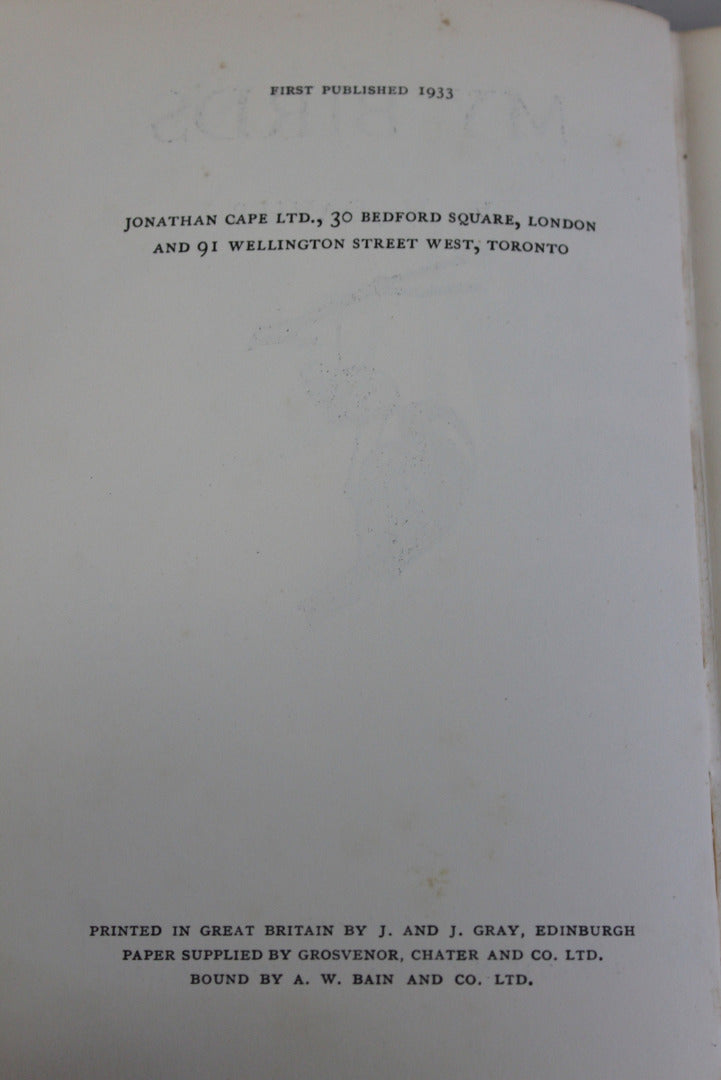 FIRST PUBLISHED 1933
JONATHAN CAPE LTD., 30 BEDFORD SQUARE, LONDON
AND 91 WELLINGTON STREET WEST, TORONTO
PRINTED IN GREAT BRITAIN BY J. AND J. GRAY, EDINBURGH
PAPER SUPPLIED BY GROSVENOR, CHATER AND CO. LTD.
BOUND BY A. W. BAIN AND CO. LTD.